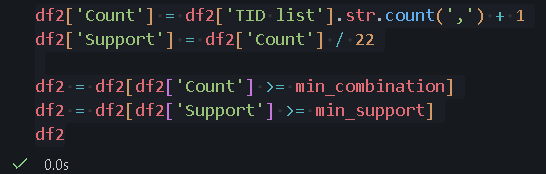 df2['Count'] = df2['TID list'].str.count(',') + 1
df2['Support'] = df2['Count'] / 22
df2 = df2[df2['Count'] >= min_combination]
df2 = df2[df2['Support'] >= min_support]
df2
0.0s